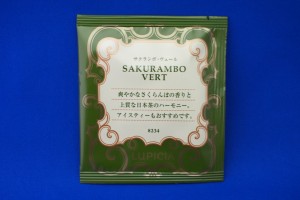 サクランボ・ヴェール
SAKURAMBO
VERT
爽やかなさくらんぼの香りと
上質な日本茶のハーモニー。
アイスティーもおすすめです。
8234
LUPICIA